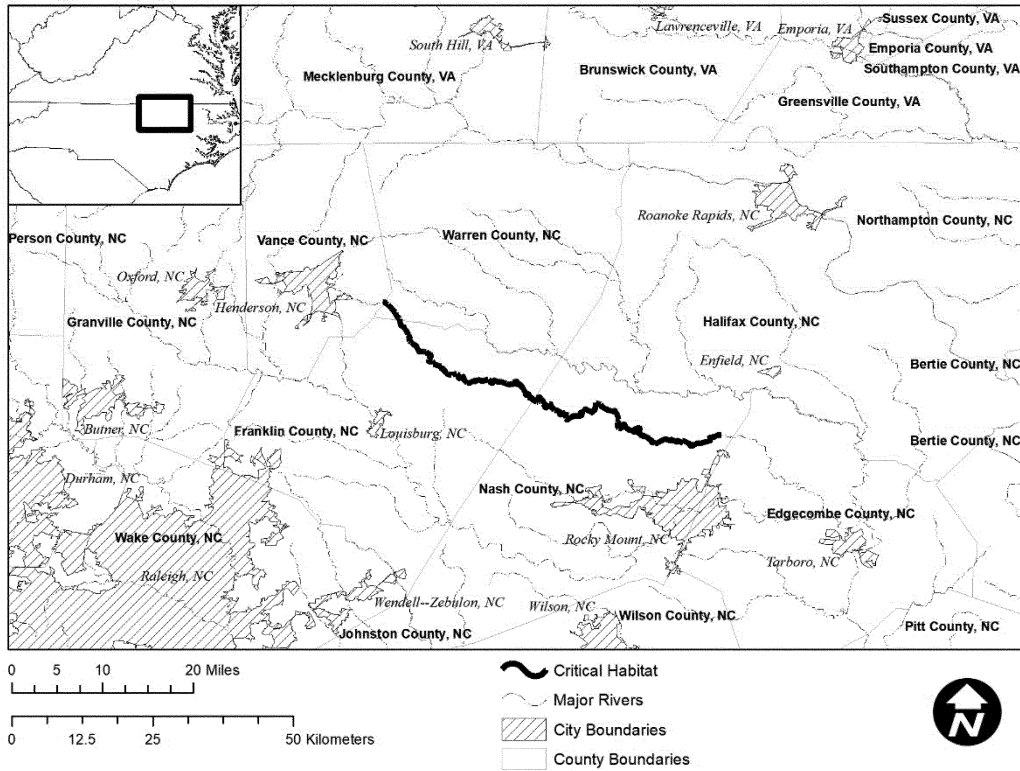 Lawrenceville, VA
Emporia, VA
Sussex County, VA
South Hill, VA
Emporia County, VA
Mecklenburg County, VA
Brunswick County, VA
Southampton County, VA
Greensville County, VA
Roanoke Rapids, NC
Northampton County, NC
Person County, NC
Vance County, NC
Warren County, NC
Oxford, NC
Henderson, NC
Granville County, NC
Halifax County, NC
Enfield, NC
Bertie County, NC
Butner, NC
Franklin County, NC
Louisburg, NC
Bertie County, NC
Durham, NC
Nash County, NC
Edgecombe County, NC
Wake County, NC
Rocky Mount, NC
Tarboro, NC
Raleigh, NC
Wendell--Zebulon, NC
Wilson, NC
Wilson County, NC
Johnston County, NC
Pitt County, NC
0 5 10 20 Miles
0 12.5 25 50 Kilometers
Critical Habitat
Major Rivers
City Boundaries
County Boundaries
N